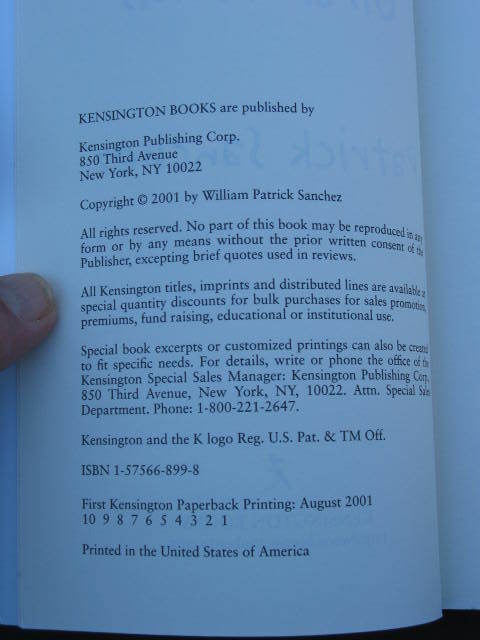 KENSINGTON BOOKS are published by
Kensington Publishing Corp.
850 Third Avenue
New York, NY 10022
Copyright © 2001 by William Patrick Sanchez
All rights reserved. No part of this book may be reproduced in any
form or by any means without the prior written consent of the
Publisher, excepting brief quotes used in reviews.
All Kensington titles, imprints and distributed lines are available at
special quantity discounts for bulk purchases for sales promotion,
premiums, fund raising, educational or institutional use.
Special book excerpts or customized printings can also be created
to fit specific needs. For details, write or phone the office of the
Kensington Special Sales Manager: Kensington Publishing Corp.
850 Third Avenue, New York, NY, 10022. Attn. Special Sales
Department. Phone: 1-800-221-2647.
Kensington and the K logo Reg. U.S. Pat. & TM Off.
ISBN 1-57566-899-8
First Kensington Paperback Printing: August 2001
10 9 8 7 6 5 4 3 2 1
Printed in the United States of America